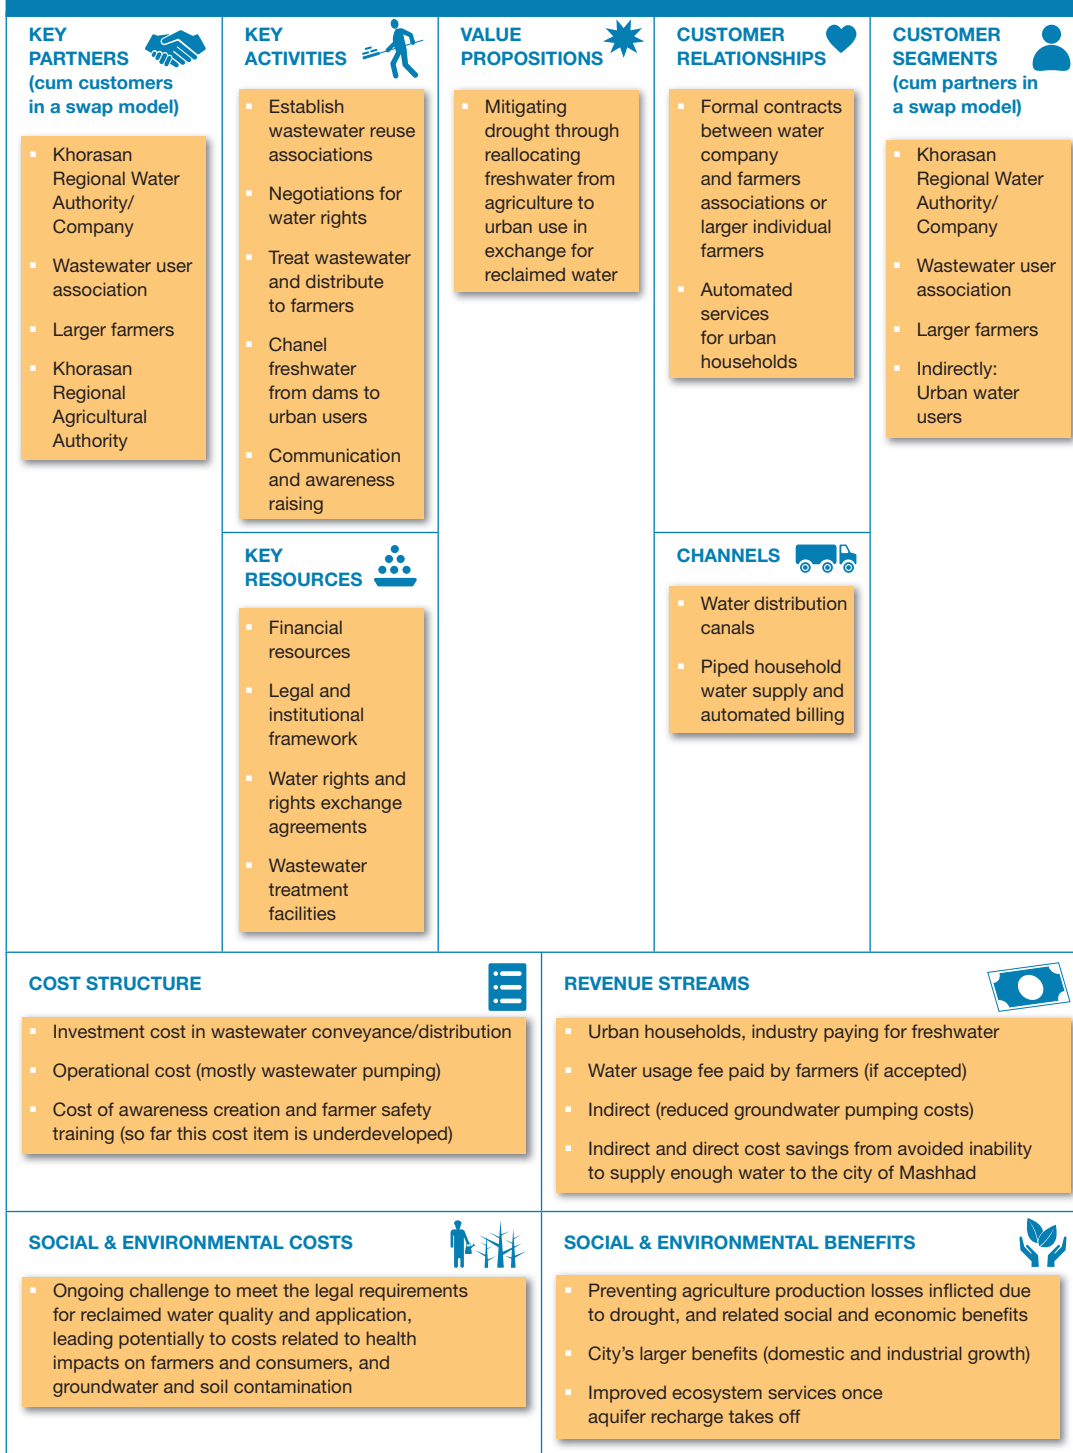 KEY
PARTNERS
(cum customers
in a swap model)
Khorasan
Regional Water
Authority/
Company
Wastewater user
association
Larger farmers
Khorasan
Regional
Agricultural
Authority
KEY
ACTIVITIES
Establish
wastewater reuse
associations
Negotiations for
water rights
Treat wastewater
and distribute
to farmers
Chanel
freshwater
from dams to
urban users
Communication
and awareness
raising
KEY
RESOURCES
Financial
resources
Legal and
institutional
framework
Water rights and
rights exchange
agreements
Wastewater
treatment
facilities
VALUE
PROPOSITIONS
Mitigating
drought through
reallocating
freshwater from
agriculture to
urban use in
exchange for
reclaimed water
CUSTOMER
RELATIONSHIPS
Formal contracts
between water
company
and farmers
associations or
larger individual
farmers
Automated
services
for urban
households
CHANNELS
Water distribution
canals
Piped household
water supply and
automated billing
CUSTOMER
SEGMENTS
(cum partners in
a swap model)
Khorasan
Regional Water
Authority/
Company
Wastewater user
association
Larger farmers
Indirectly:
Urban water
users
COST STRUCTURE
Investment cost in wastewater conveyance/distribution
Operational cost (mostly wastewater pumping)
Cost of awareness creation and farmer safety
training (so far this cost item is underdeveloped)
REVENUE STREAMS
Urban households, industry paying for freshwater
Water usage fee paid by farmers (if accepted)
Indirect (reduced groundwater pumping costs)
Indirect and direct cost savings from avoided inability
to supply enough water to the city of Mashhad
SOCIAL & ENVIRONMENTAL COSTS
Ongoing challenge to meet the legal requirements
for reclaimed water quality and application,
leading potentially to costs related to health
impacts on farmers and consumers, and
groundwater and soil contamination
SOCIAL & ENVIRONMENTAL BENEFITS
Preventing agriculture production losses inflicted due
to drought, and related social and economic benefits
City's larger benefits (domestic and industrial growth)
Improved ecosystem services once
aquifer recharge takes off